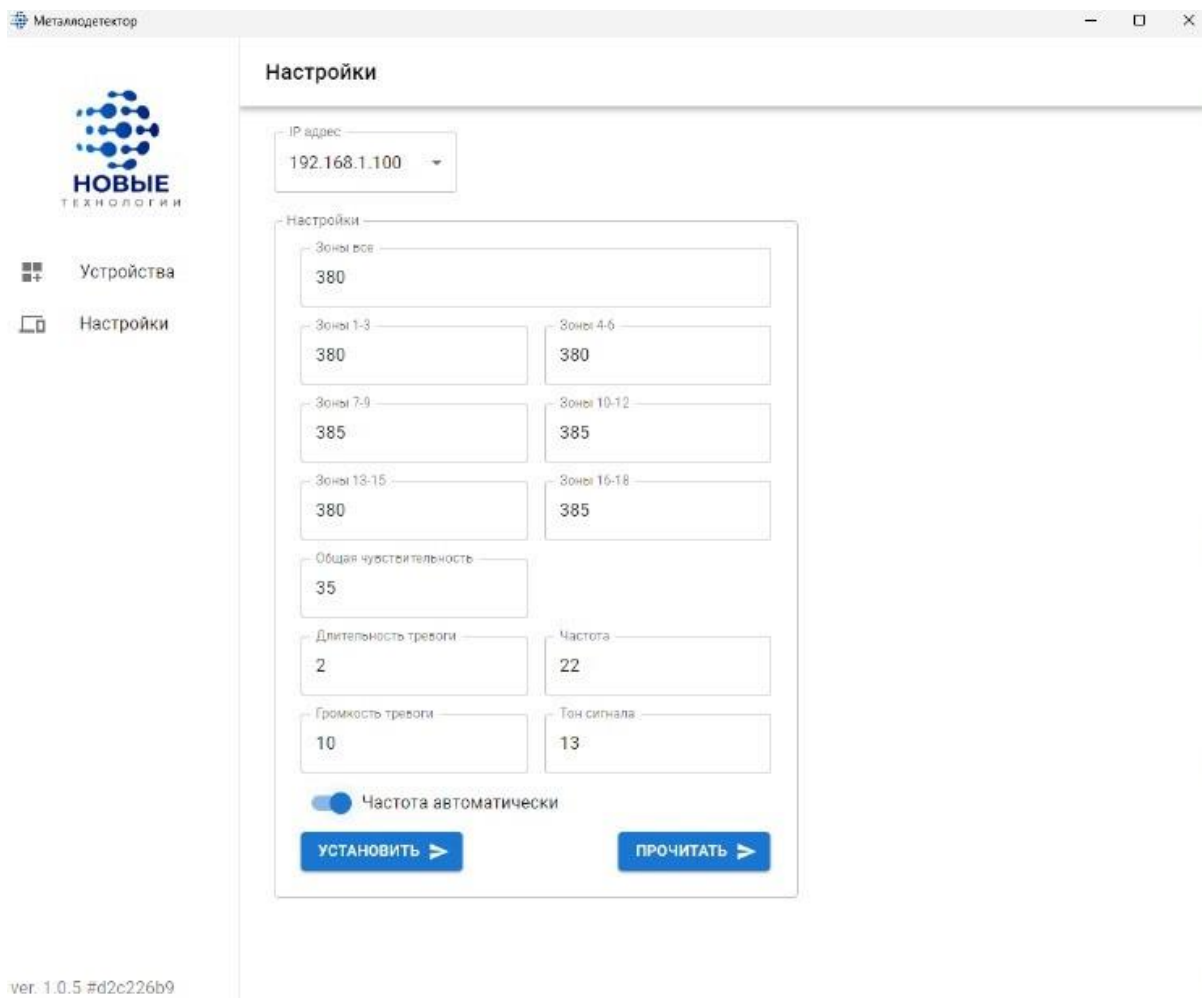 Металлодетектор
Настройки
НОВЫЕ
ТЕХНОЛОГИИ
Устройства
Настройки
IP адрес
192.168.1.100
Настройки
Зоны все
380
Зоны 1-3 Зоны 4-6
380 380
Зоны 7-9 Зоны 10-12
385 385
Зоны 13-15 Зоны 16-18
380 385
Общая чувствительность
35
Длительность тревоги Частота
2 22
Громкость тревоги Тон сигнала
10 13
Частота автоматически
УСТАНОВИТЬ ПРОЧИТАТЬ
ver. 1.0.5 #d2c226b9